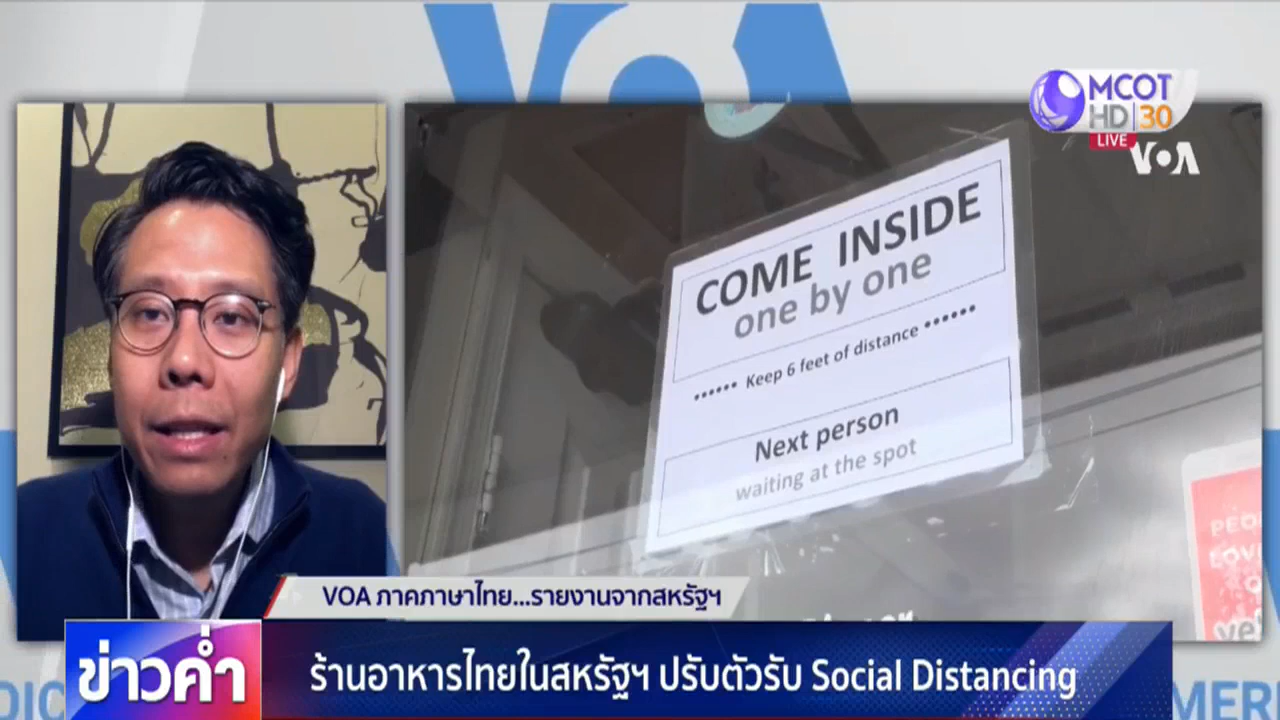 VOA
MCOT
HD 30
LIVE
VOA
COME INSIDE
one by one
•••••• Keep 6 feet of distance ••••••
Next person
waiting at the spot
VOA ภาคภาษาไทย...รายงานจากสหรัฐฯ
ข่าวค่ำ
ร้านอาหารไทยในสหรัฐฯ ปรับตัวรับ Social Distancing